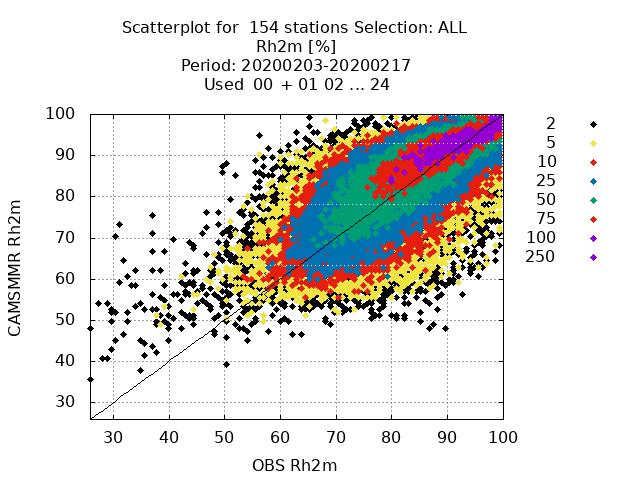 Scatterplot for 154 stations Selection: ALL
Rh2m [%]
Period: 20200203-20200217
Used 00 + 01 02 ... 24
CAMSMMR Rh2m
100
90
80
70
60
50
40
30
30 40 50 60 70 80 90 100
OBS Rh2m
2
5
10
25
50
75
100
250